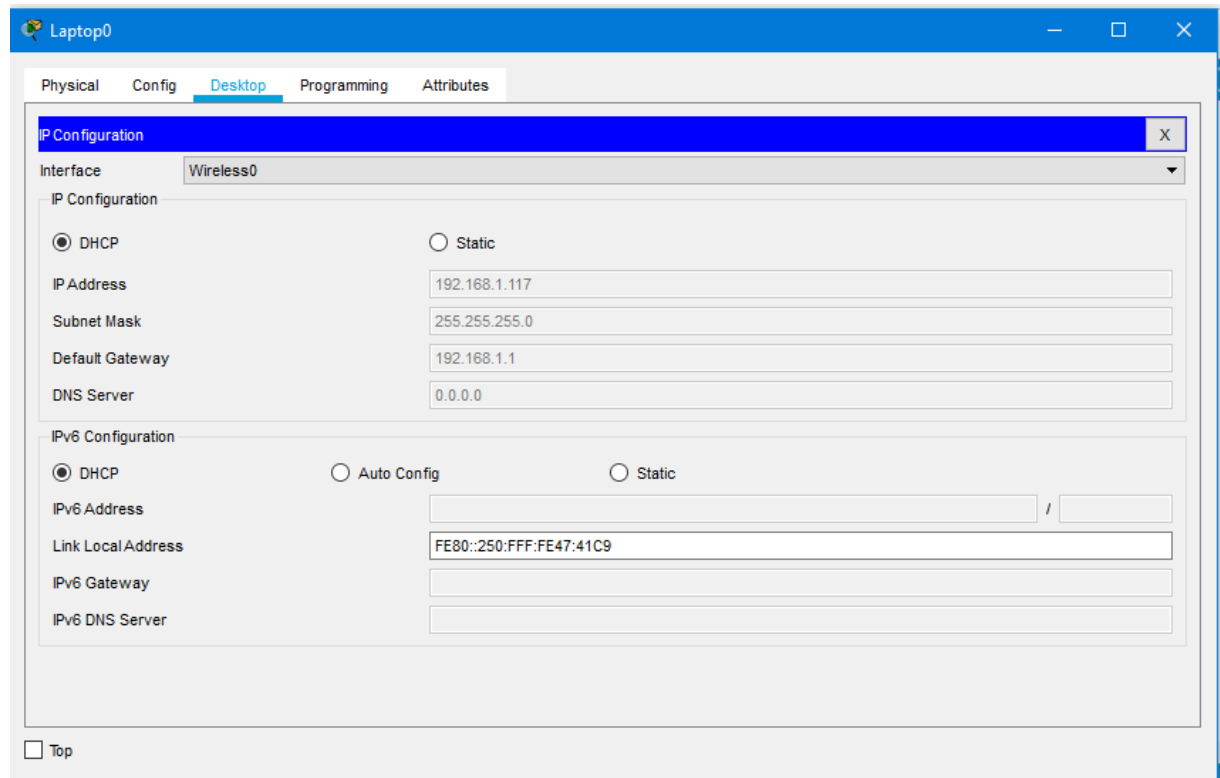 Laptop0
Physical Config Desktop Programming Attributes
IP Configuration X
Interface Wireless0
IP Configuration
DHCP Static
IP Address 192.168.1.117
Subnet Mask 255.255.255.0
Default Gateway 192.168.1.1
DNS Server 0.0.0.0
IPv6 Configuration
DHCP Auto Config Static
IPv6 Address /
Link Local Address FE80::250:FFF:FE47:41C9
IPv6 Gateway
IPv6 DNS Server
Top